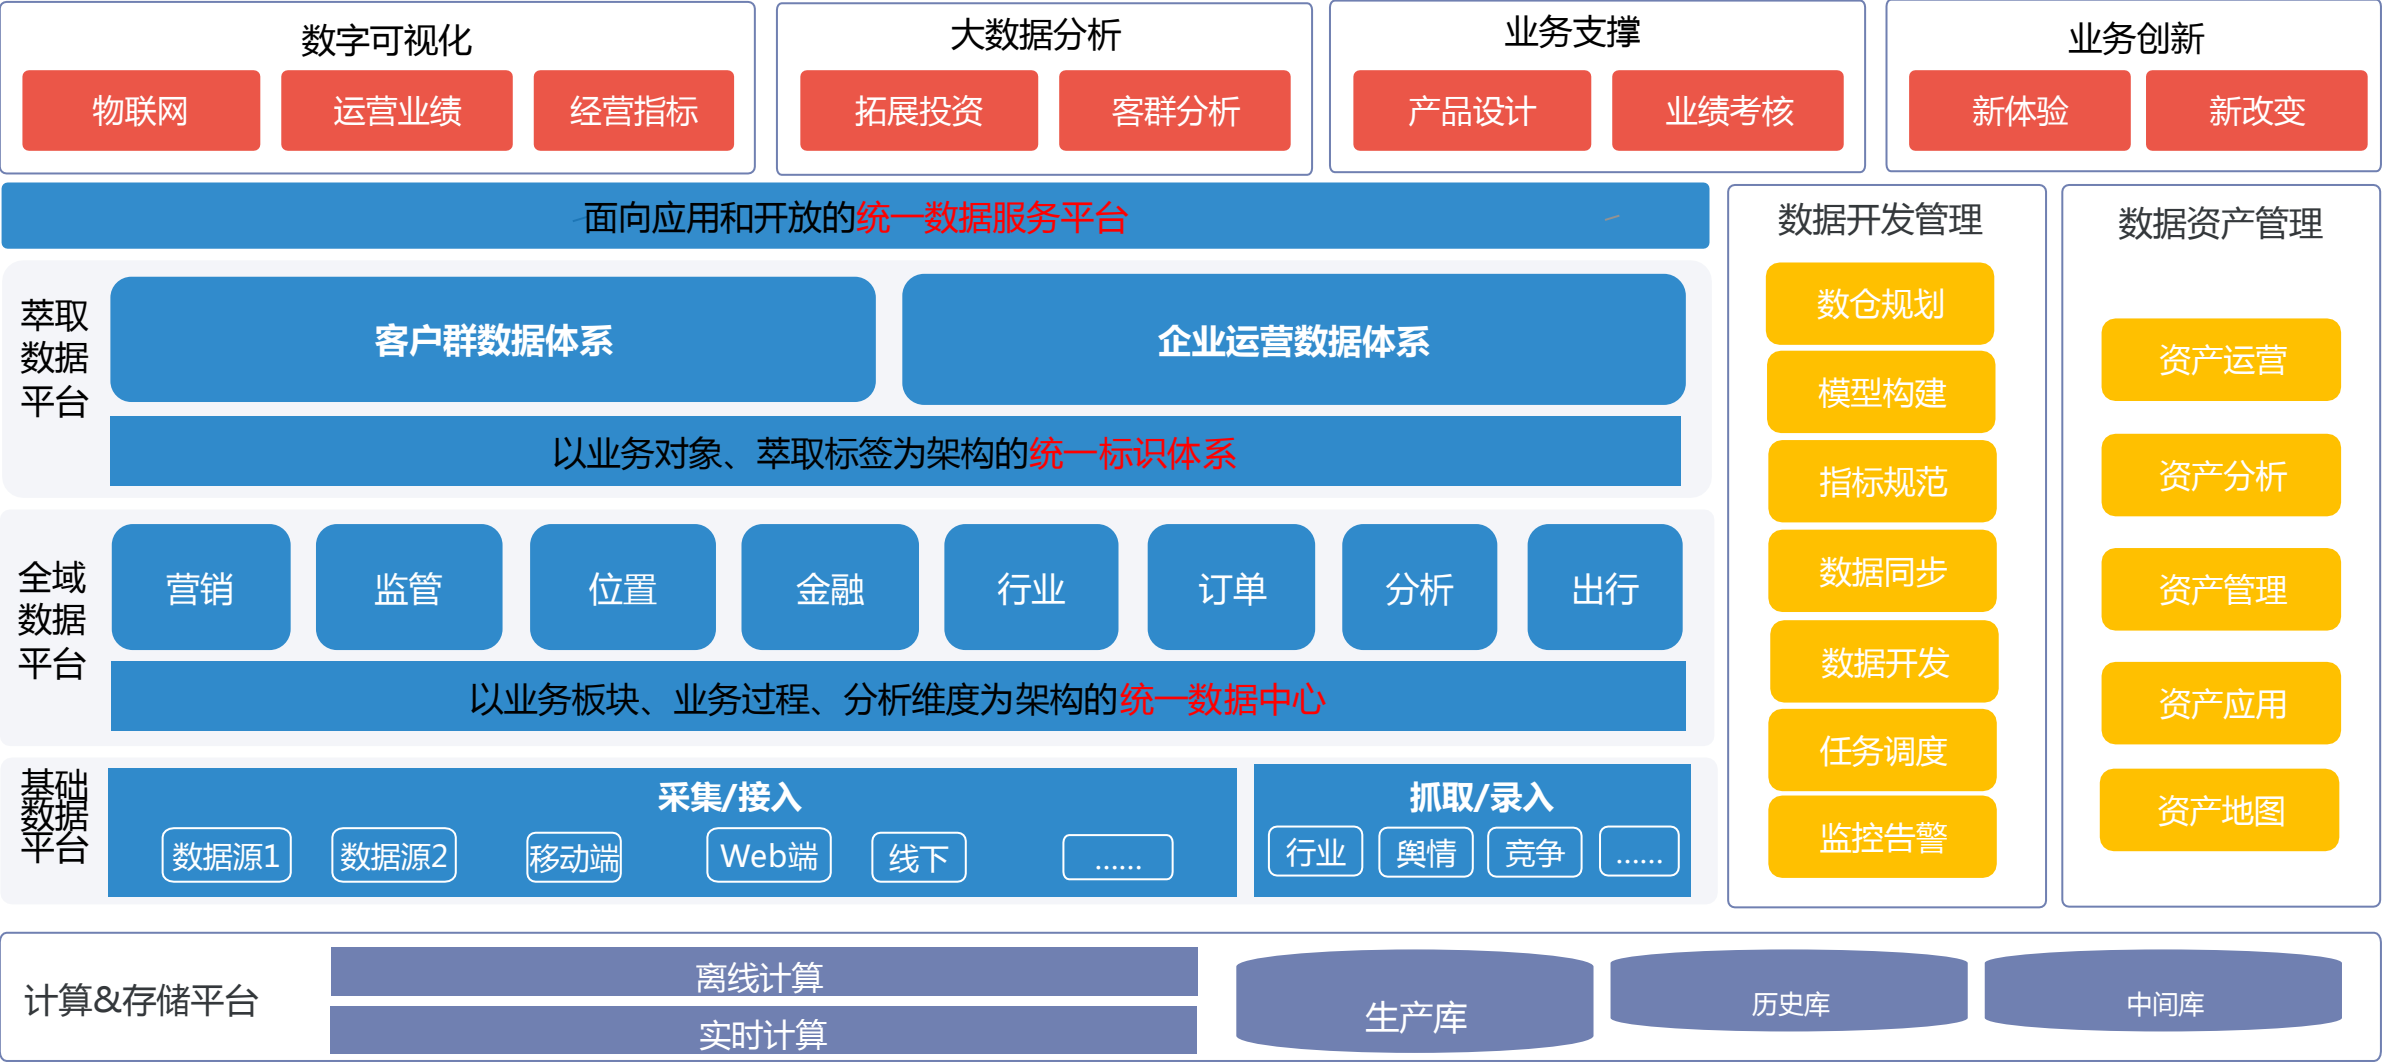 数字可视化
物联网
运营业绩
经营指标
大数据分析
拓展投资
客群分析
业务支撑
产品设计
业绩考核
业务创新
新体验
新改变
面向应用和开放的统一数据服务平台
萃取
数据
平台
客户群数据体系
企业运营数据体系
以业务对象、萃取标签为架构的统一标识体系
全域
数据
平台
营销
监管
位置
金融
行业
订单
分析
出行
以业务板块、业务过程、分析维度为架构的统一数据中心
基础
数据
平台
采集/接入
数据源1
数据源2
移动端
Web端
线下
......
抓取/录入
行业
舆情
竞争
......
数据开发管理
数仓规划
模型构建
指标规范
数据同步
数据开发
任务调度
监控告警
数据资产管理
资产运营
资产分析
资产管理
资产应用
资产地图
计算&存储平台
离线计算
实时计算
生产库
历史库
中间库